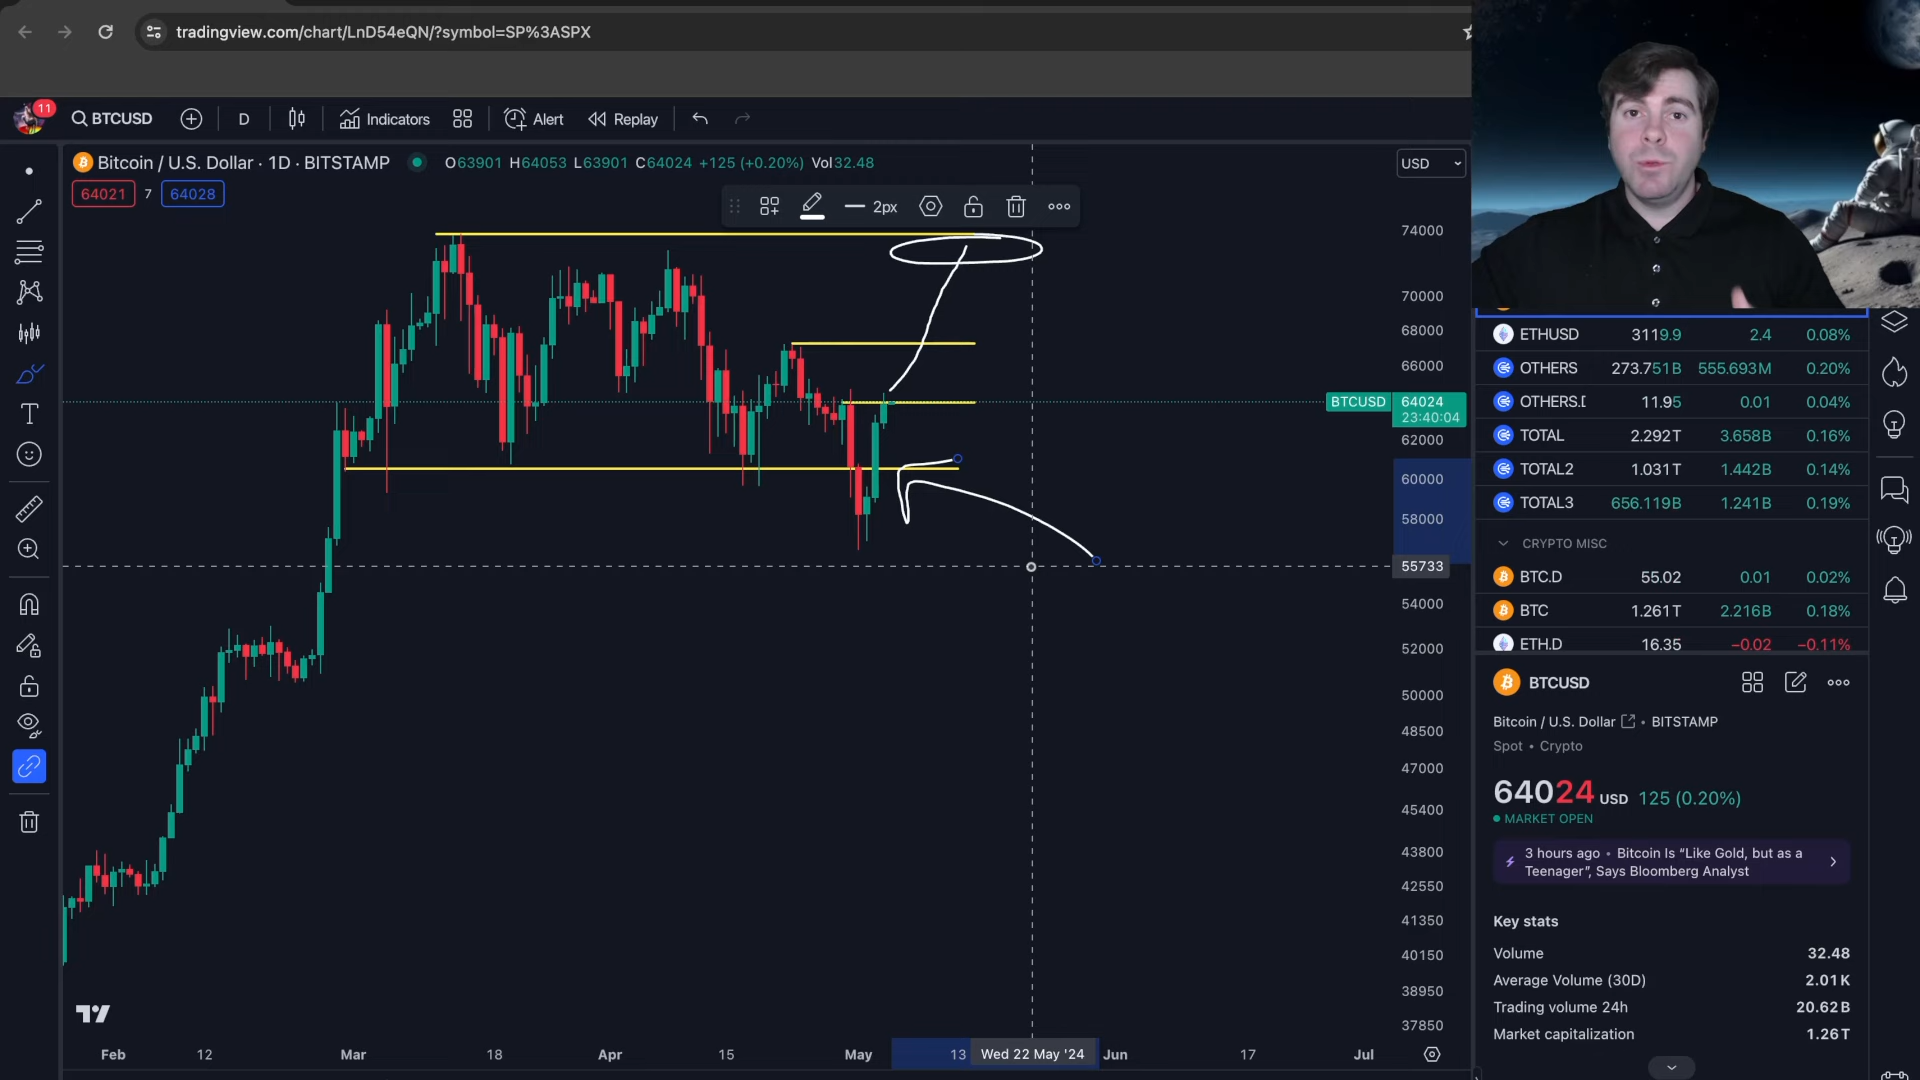 tradingview.com/chart/LnD54eQN/?symbol=SP%3ASPX
11
BTCUSD D Indicators Alert Replay
Bitcoin / U.S. Dollar · 1D · BITSTAMP O63901 H64053 L63901 C64024 +125 (+0.20%) Vol32.48 USD
64021 7 64028
2px
74000
70000
68000
66000
BTCUSD 64024
23:40:04
62000
60000
58000
55733
54000
52000
50000
48500
47000
45400
43800
42550
41350
40150
38950
37850
Feb 12 Mar 18 Apr 15 May 13 Wed 22 May '24 Jun 17 Jul
ETHUSD 3119.9 2.4 0.08%
OTHERS 273.751B 555.693M 0.20%
OTHERS.D 11.95 0.01 0.04%
TOTAL 2.292T 3.658B 0.16%
TOTAL2 1.031T 1.442B 0.14%
TOTAL3 656.119B 1.241B 0.19%
CRYPTO MISC
BTC.D 55.02 0.01 0.02%
BTC 1.261T 2.216B 0.18%
ETH.D 16.35 −0.02 −0.11%
BTCUSD
Bitcoin / U.S. Dollar • BITSTAMP
Spot • Crypto
64024 USD 125 (0.20%)
MARKET OPEN
3 hours ago • Bitcoin Is “Like Gold, but as a
Teenager”, Says Bloomberg Analyst
Key stats
Volume 32.48
Average Volume (30D) 2.01K
Trading volume 24h 20.62B
Market capitalization 1.26T